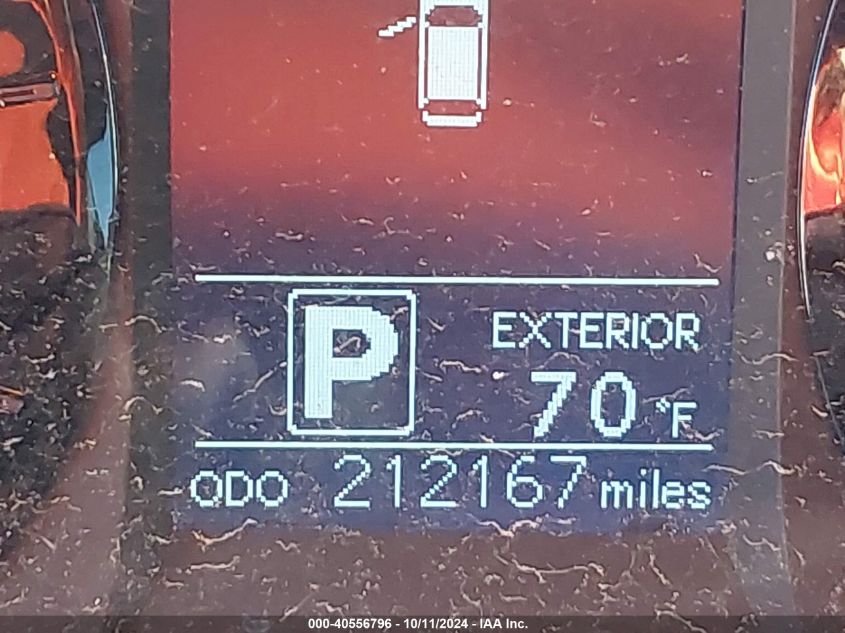 P
EXTERIOR
70 °F
ODO 212167 miles
000-40556796 - 10/11/2024 - IAA Inc.